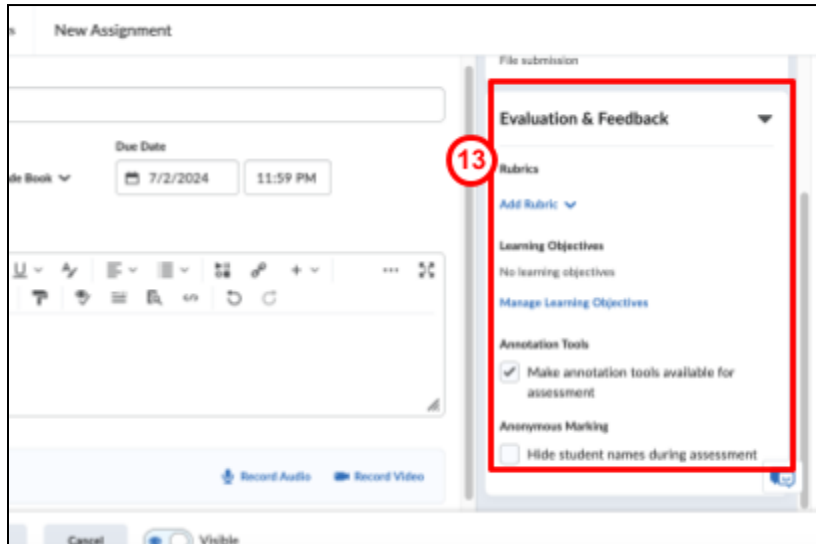 New Assignment
File submission
Due Date
de Book
7/2/2024
11:59 PM
Record Audio
Record Video
Cancel
Visible
13
Evaluation & Feedback
Rubrics
Add Rubric
Learning Objectives
No learning objectives
Manage Learning Objectives
Annotation Tools
Make annotation tools available for
assessment
Anonymous Marking
Hide student names during assessment